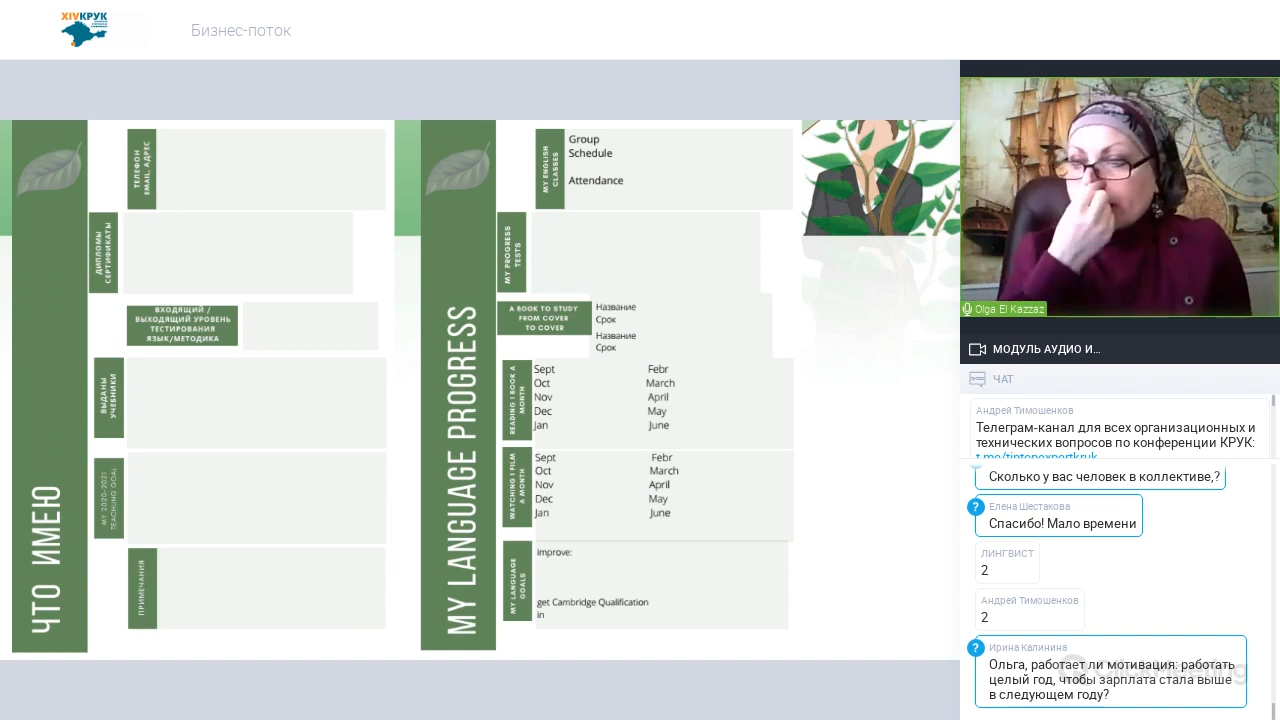 XIVКРУК
Бизнес-поток
ЧТО ИМЕЮ
ТЕЛЕФОН
EMAIL, АДРЕС
ДИПЛОМЫ
СЕРТИФИКАТЫ
ВХОДЯЩИЙ /
ВЫХОДЯЩИЙ УРОВЕНЬ
ТЕСТИРОВАНИЯ
ЯЗЫК/МЕТОДИКА
ВЫДАНЫ
УЧЕБНИКИ
MY 2020-2021
TEACHING GOAL
ПРИМЕЧАНИЯ
MY LANGUAGE PROGRESS
MY ENGLISH
CLASSES
Group
Schedule
Attendance
MY PROGRESS
TESTS
A BOOK TO STUDY
FROM COVER
TO COVER
Название
Срок
Название
Срок
READING 1 BOOK A
MONTH
Sept Febr
Oct March
Nov April
Dec May
Jan June
WATCHING 1 FILM
A MONTH
Sept Febr
Oct March
Nov April
Dec May
Jan June
MY LANGUAGE
GOALS
improve:
get Cambridge Qualification
in
Olga El Kazzaz
МОДУЛЬ АУДИО И...
ЧАТ
Андрей Тимошенков
Телеграм-канал для всех организационных и
технических вопросов по конференции КРУК:
t.me/tiptopexpertkruk
Сколько у вас человек в коллективе,?
?
Елена Шестакова
Спасибо! Мало времени
ЛИНГВИСТ
2
Андрей Тимошенков
2
?
Ирина Калинина
Ольга, работает ли мотивация: работать
целый год, чтобы зарплата стала выше
в следующем году?
ClickMeeting